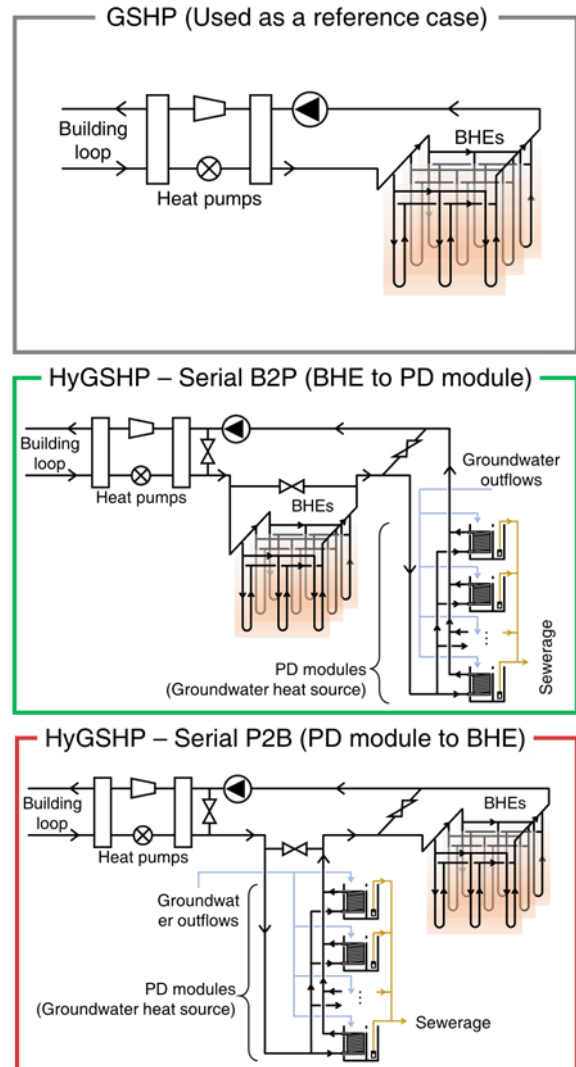 GSHP (Used as a reference case)
Building
loop
Heat pumps
BHEs
HyGSHP – Serial B2P (BHE to PD module)
Building
loop
Heat pumps
BHEs
Groundwater
outflows
PD modules
(Groundwater heat source)
Sewerage
HyGSHP – Serial P2B (PD module to BHE)
Building
loop
Heat pumps
BHEs
Groundwat
er outflows
PD modules
(Groundwater heat source)
Sewerage